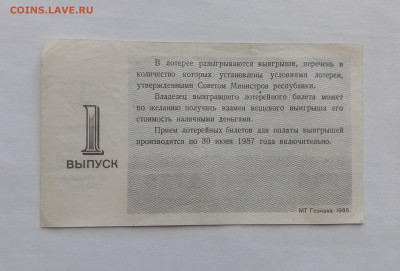 COINS.LAVE.RU
В лотерее разыгрываются выигрыши, перечень и
количество которых установлены условиями лотереи,
утвержденными Советом Министров республики.
Владелец выигравшего лотерейного билета может
по желанию получить взамен вещевого выигрыша его
стоимость наличными деньгами.
Прием лотерейных билетов для оплаты выигрышей
производится по 30 июня 1987 года включительно.
1
ВЫПУСК
МТ Гознака. 1986.